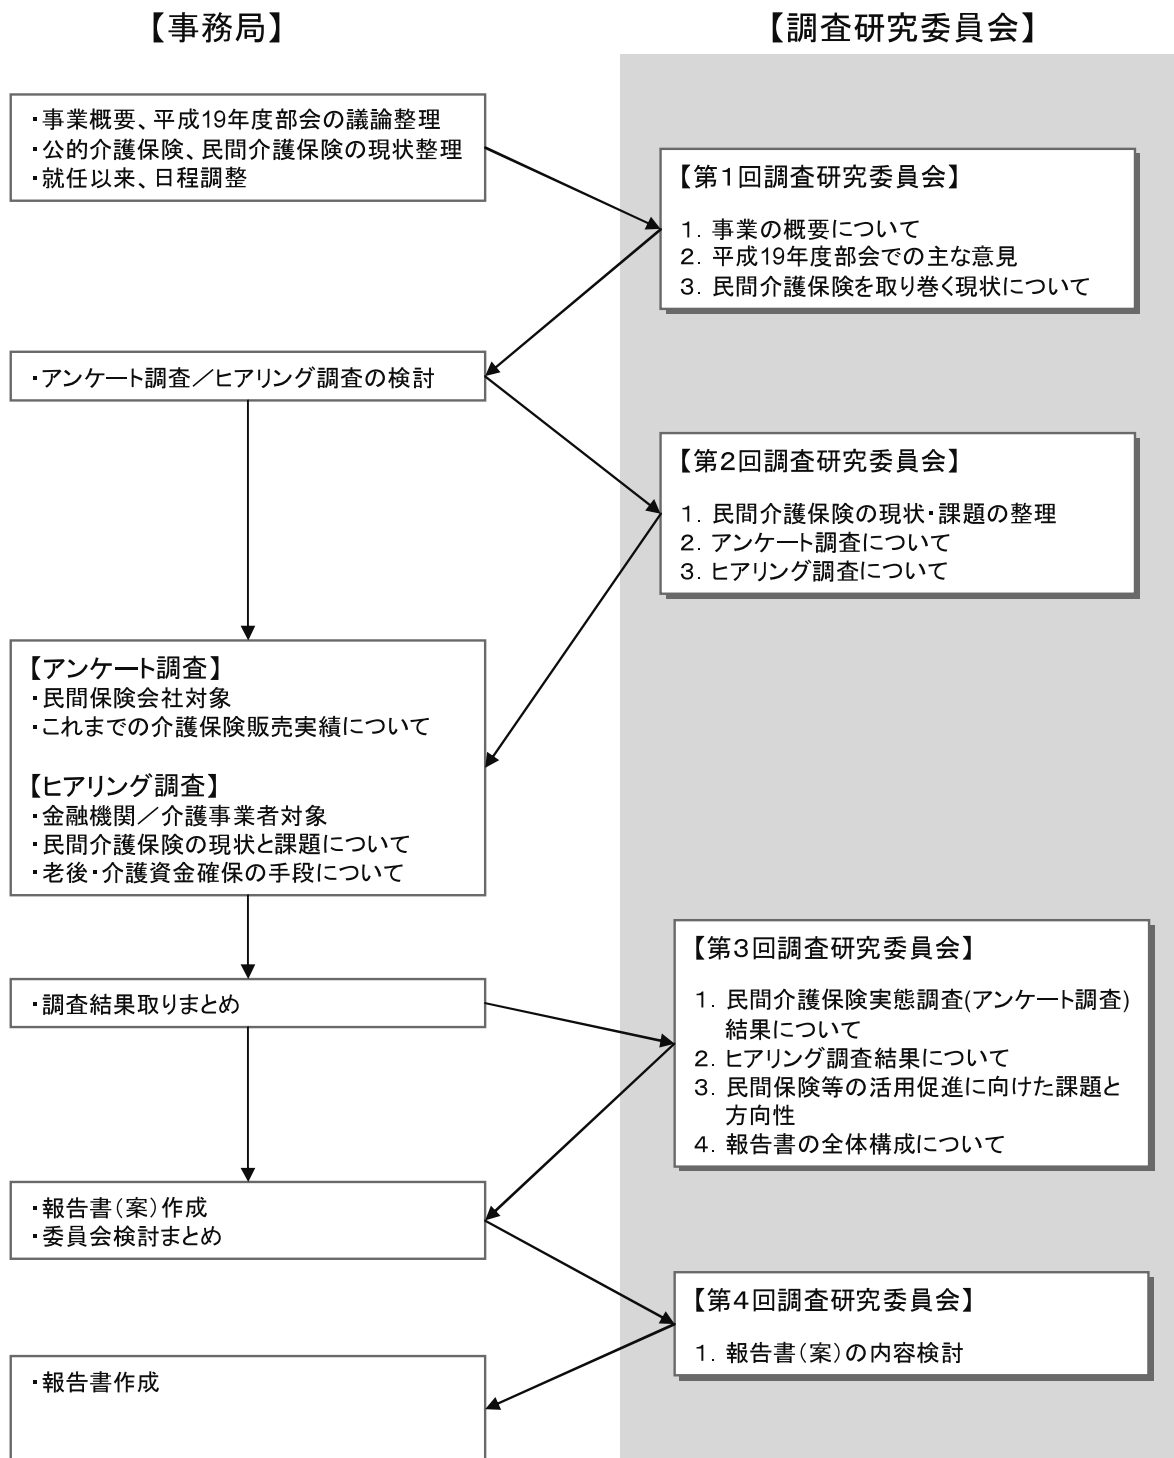 【事務局】
【調査研究委員会】
・事業概要、平成19年度部会の議論整理
・公的介護保険、民間介護保険の現状整理
・就任以来、日程調整
【第1回調査研究委員会】
1．事業の概要について
2．平成19年度部会での主な意見
3．民間介護保険を取り巻く現状について
・アンケート調査／ヒアリング調査の検討
【第2回調査研究委員会】
1．民間介護保険の現状・課題の整理
2．アンケート調査について
3．ヒアリング調査について
【アンケート調査】
・民間保険会社対象
・これまでの介護保険販売実績について
【ヒアリング調査】
・金融機関／介護事業者対象
・民間介護保険の現状と課題について
・老後・介護資金確保の手段について
・調査結果取りまとめ
【第3回調査研究委員会】
1．民間介護保険実態調査(アンケート調査)
結果について
2．ヒアリング調査結果について
3．民間保険等の活用促進に向けた課題と
方向性
4．報告書の全体構成について
・報告書（案）作成
・委員会検討まとめ
【第4回調査研究委員会】
1．報告書（案）の内容検討
・報告書作成